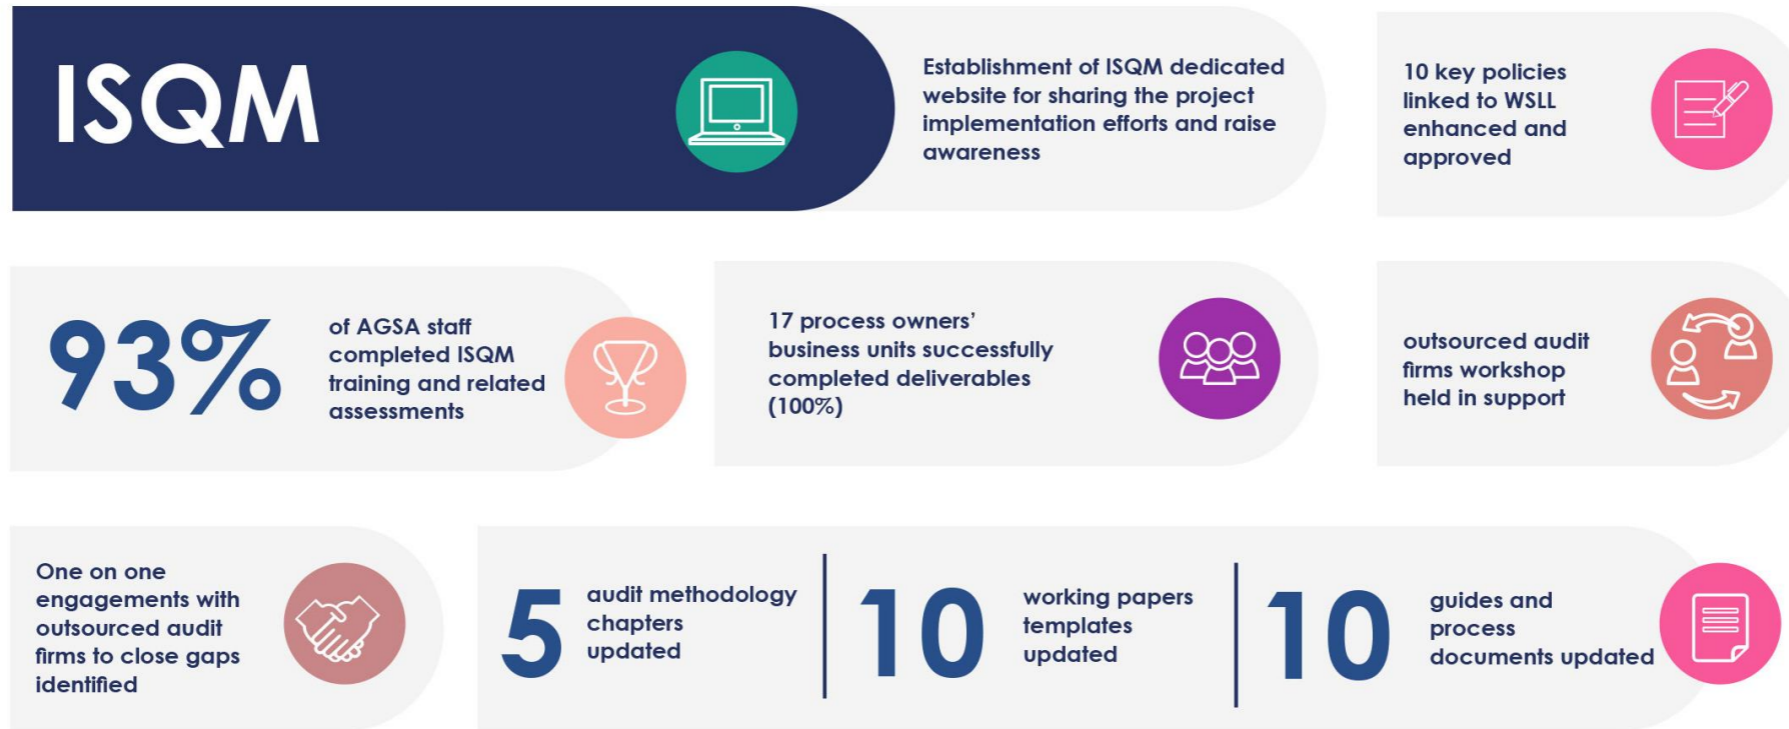 ISQM
Establishment of ISQM dedicated
website for sharing the project
implementation efforts and raise
awareness
10 key policies
linked to WSLL
enhanced and
approved
93%
of AGSA staff
completed ISQM
training and related
assessments
17 process owners’
business units successfully
completed deliverables
(100%)
outsourced audit
firms workshop
held in support
One on one
engagements with
outsourced audit
firms to close gaps
identified
5
audit methodology
chapters
updated
10
working papers
templates
updated
10
guides and
process
documents updated